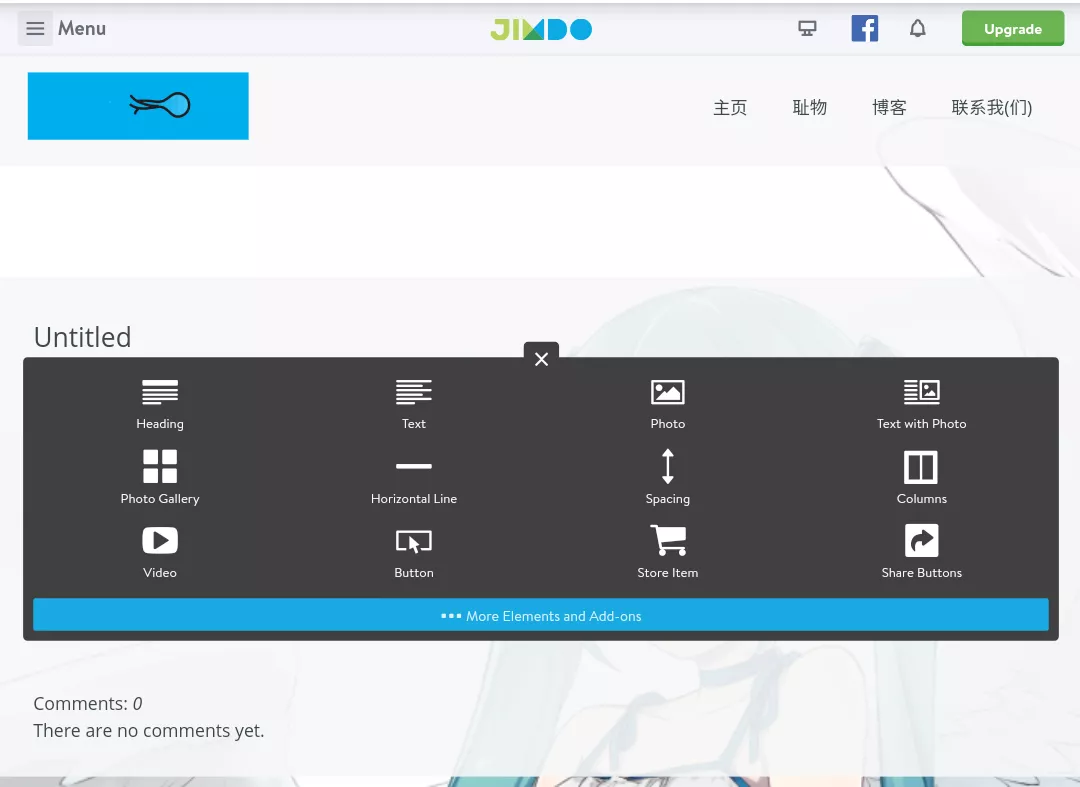 Menu
JIMDO
Upgrade
主页
耻物
博客
联系我(们)
Untitled
Heading
Text
Photo
Text with Photo
Photo Gallery
Horizontal Line
Spacing
Columns
Video
Button
Store Item
Share Buttons
More Elements and Add-ons
Comments: 0
There are no comments yet.